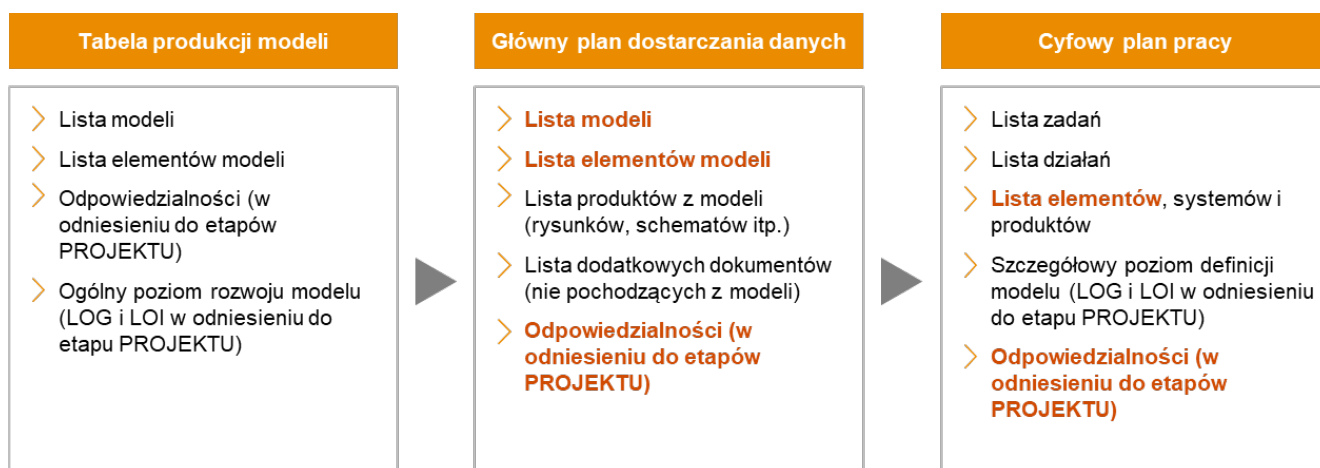 Tabela produkcji modeli
Lista modeli
Lista elementów modeli
Odpowiedzialności (w
odniesieniu do etapów
PROJEKTU)
Ogólny poziom rozwoju modelu
(LOG i LOI w odniesieniu do
etapu PROJEKTU)
Główny plan dostarczania danych
Lista modeli
Lista elementów modeli
Lista produktów z modeli
(rysunków, schematów itp.)
Lista dodatkowych dokumentów
(nie pochodzących z modeli)
Odpowiedzialności (w
odniesieniu do etapów
PROJEKTU)
Cyfowy plan pracy
Lista zadań
Lista działań
Lista elementów, systemów i
produktów
Szczegółowy poziom definicji
modelu (LOG i LOI w odniesieniu
do etapu PROJEKTU)
Odpowiedzialności (w
odniesieniu do etapów
PROJEKTU)